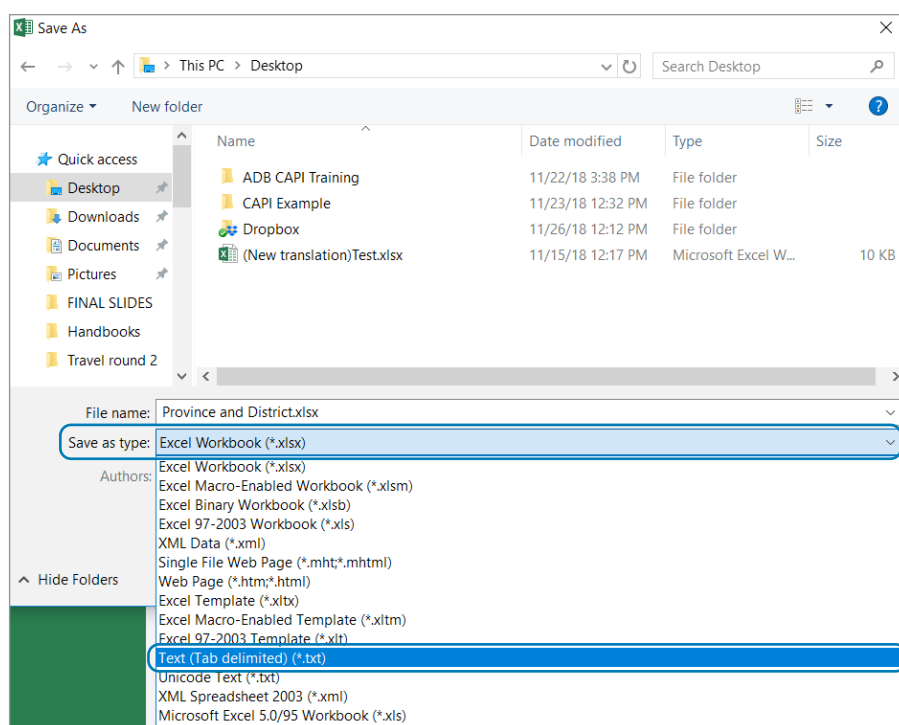 Save As
This PC > Desktop
Search Desktop
Organize
New folder
Name
Date modified
Type
Size
Quick access
Desktop
Downloads
Documents
Pictures
FINAL SLIDES
Handbooks
Travel round 2
ADB CAPI Training 11/22/18 3:38 PM File folder
CAPI Example 11/23/18 12:32 PM File folder
Dropbox 11/26/18 12:12 PM File folder
(New translation)Test.xlsx 11/15/18 12:17 PM Microsoft Excel W... 10 KB
File name: Province and District.xlsx
Save as type: Excel Workbook (*.xlsx)
Authors:
Excel Workbook (*.xlsx)
Excel Macro-Enabled Workbook (*.xlsm)
Excel Binary Workbook (*.xlsb)
Excel 97-2003 Workbook (*.xls)
XML Data (*.xml)
Single File Web Page (*.mht;*.mhtml)
Web Page (*.htm;*.html)
Excel Template (*.xltx)
Excel Macro-Enabled Template (*.xltm)
Excel 97-2003 Template (*.xlt)
Text (Tab delimited) (*.txt)
Unicode Text (*.txt)
XML Spreadsheet 2003 (*.xml)
Microsoft Excel 5.0/95 Workbook (*.xls)
Hide Folders